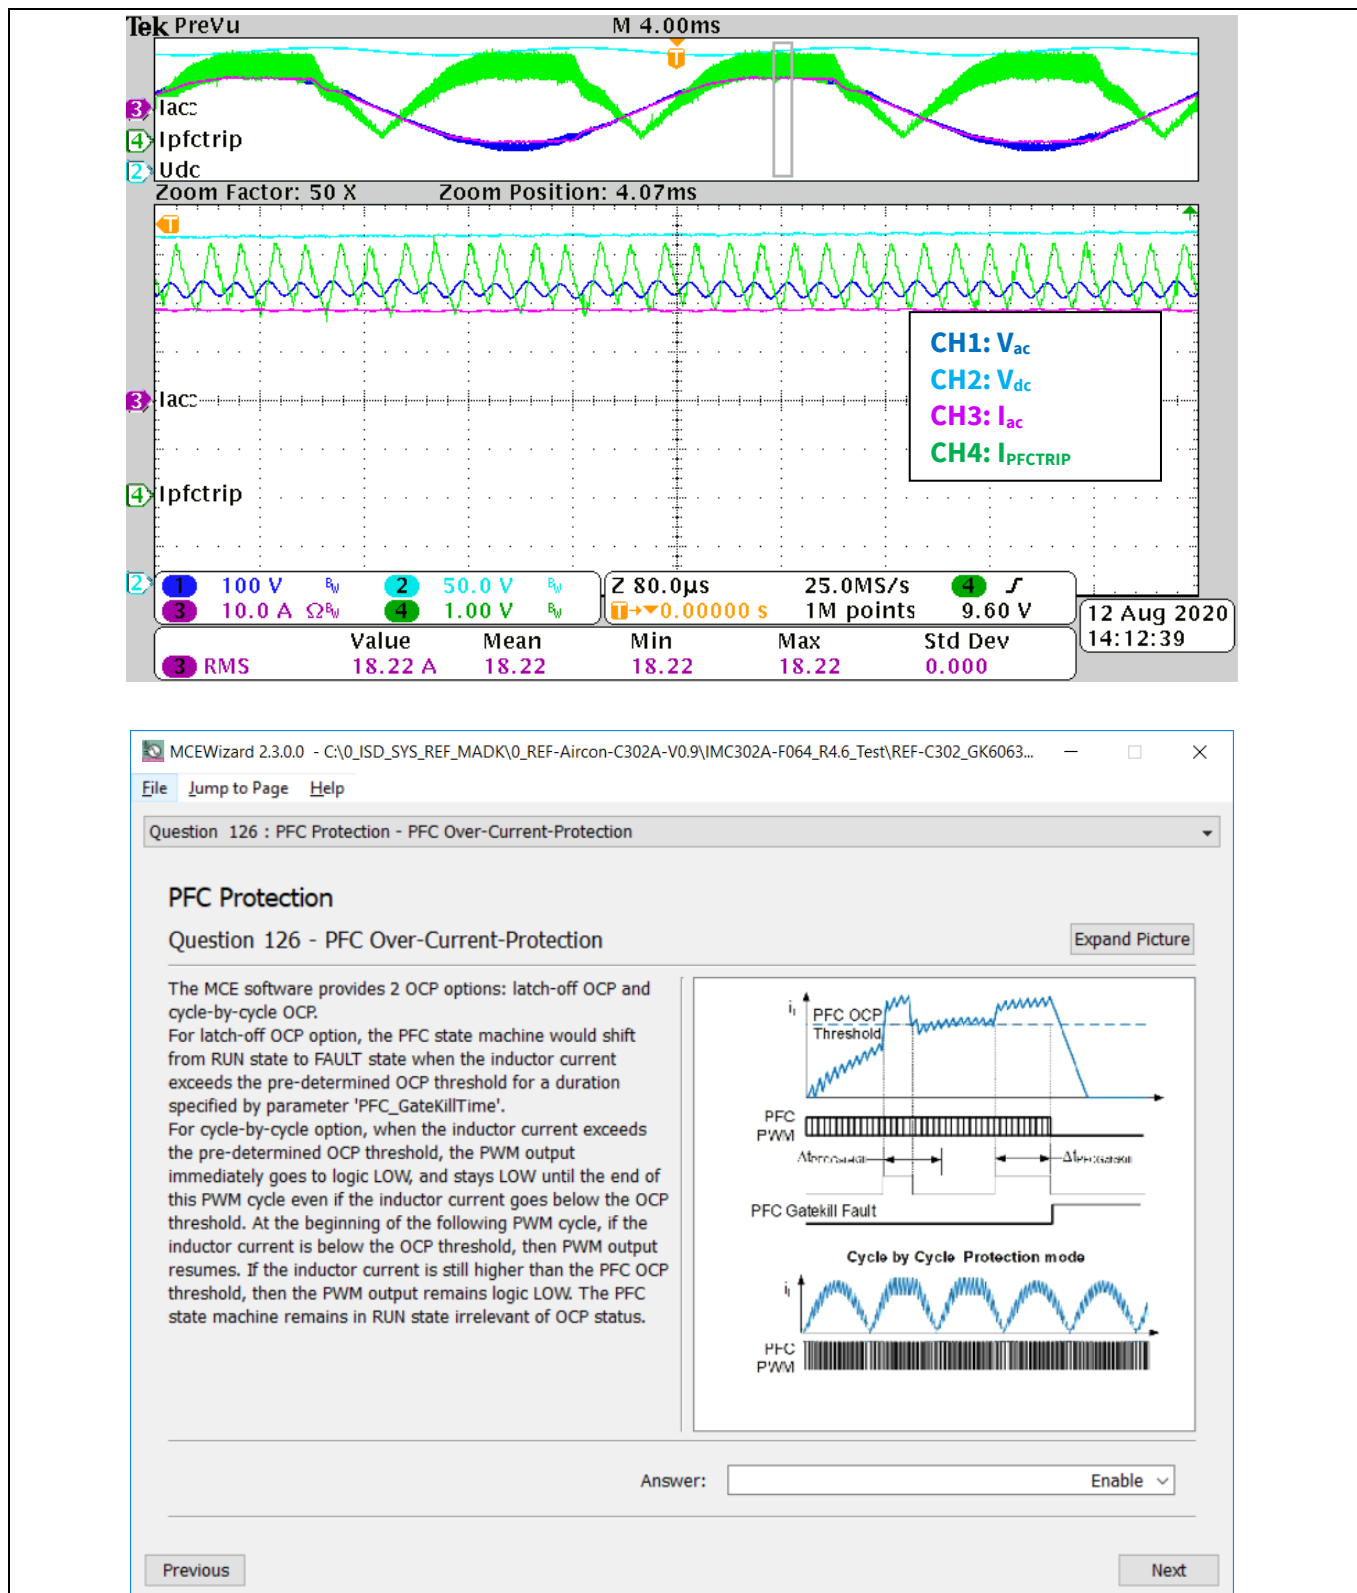 Tek PreVu M 4.00ms
T
3 Iacc
4 Ipfctrip
2 Udc
Zoom Factor: 50 X Zoom Position: 4.07ms
T
CH1: Vac
CH2: Vdc
CH3: Iac
CH4: IPFCTRIP
3 Iacc
4 Ipfctrip
2
1 100 V BW 2 50.0 V BW Z 80.0µs 25.0MS/s 4
3 10.0 A ΩBW 4 1.00 V BW T→▼0.00000 s 1M points 9.60 V
12 Aug 2020
14:12:39
Value Mean Min Max Std Dev
3 RMS 18.22 A 18.22 18.22 18.22 0.000
MCEWizard 2.3.0.0 - C:\0_ISD_SYS_REF_MADK\0_REF-Aircon-C302A-V0.9\IMC302A-F064_R4.6_Test\REF-C302_GK6063...
File Jump to Page Help
Question 126 : PFC Protection - PFC Over-Current-Protection
PFC Protection
Question 126 - PFC Over-Current-Protection
Expand Picture
The MCE software provides 2 OCP options: latch-off OCP and
cycle-by-cycle OCP.
For latch-off OCP option, the PFC state machine would shift
from RUN state to FAULT state when the inductor current
exceeds the pre-determined OCP threshold for a duration
specified by parameter 'PFC_GateKillTime'.
For cycle-by-cycle option, when the inductor current exceeds
the pre-determined OCP threshold, the PWM output
immediately goes to logic LOW, and stays LOW until the end of
this PWM cycle even if the inductor current goes below the OCP
threshold. At the beginning of the following PWM cycle, if the
inductor current is below the OCP threshold, then PWM output
resumes. If the inductor current is still higher than the PFC OCP
threshold, then the PWM output remains logic LOW. The PFC
state machine remains in RUN state irrelevant of OCP status.
PFC OCP
Threshold
PFC
PWM
PFC Gatekill Fault
Cycle by Cycle Protection mode
PFC
PWM
Answer: Enable
Previous Next